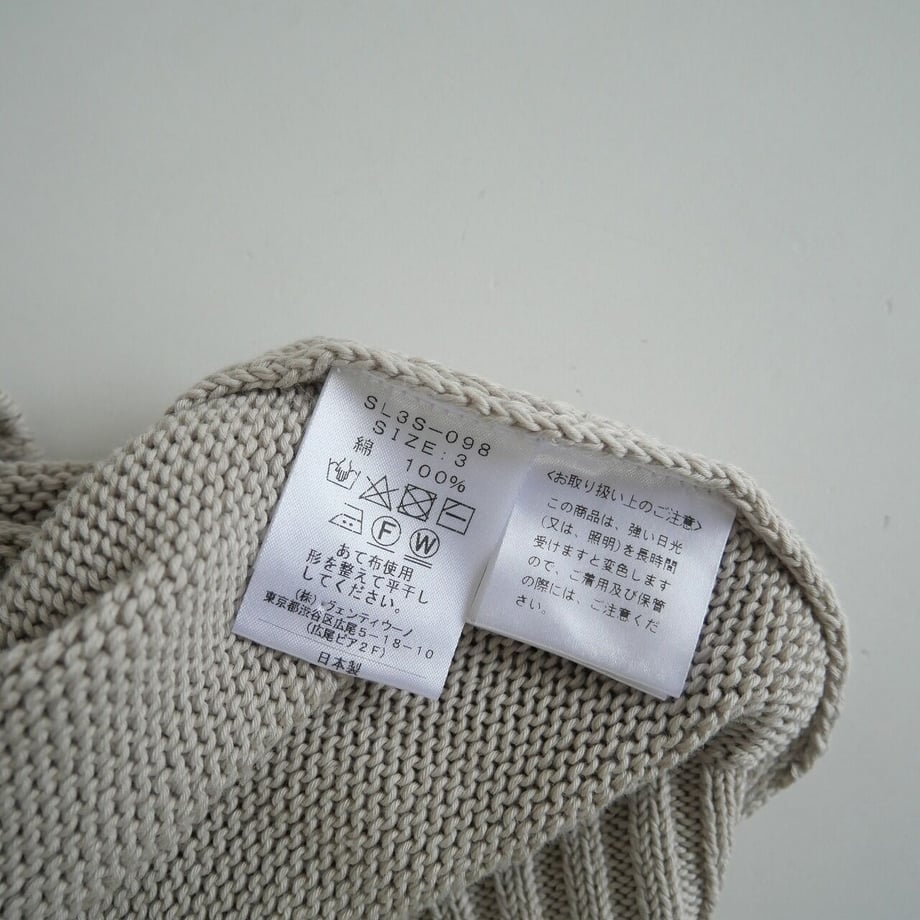 SL3S-098
SIZE:3
綿 100%
F W
あて布使用
形を整えて平干し
してください。
(株)ヴェンティウーノ
東京都渋谷区広尾5-18-10
(広尾ピア2F)
日本製
<お取り扱い上のご注意>
この商品は、強い日光
(又は、照明)を長時間
受けますと変色します
ので、ご着用及び保管
の際には、ご注意くだ
さい。